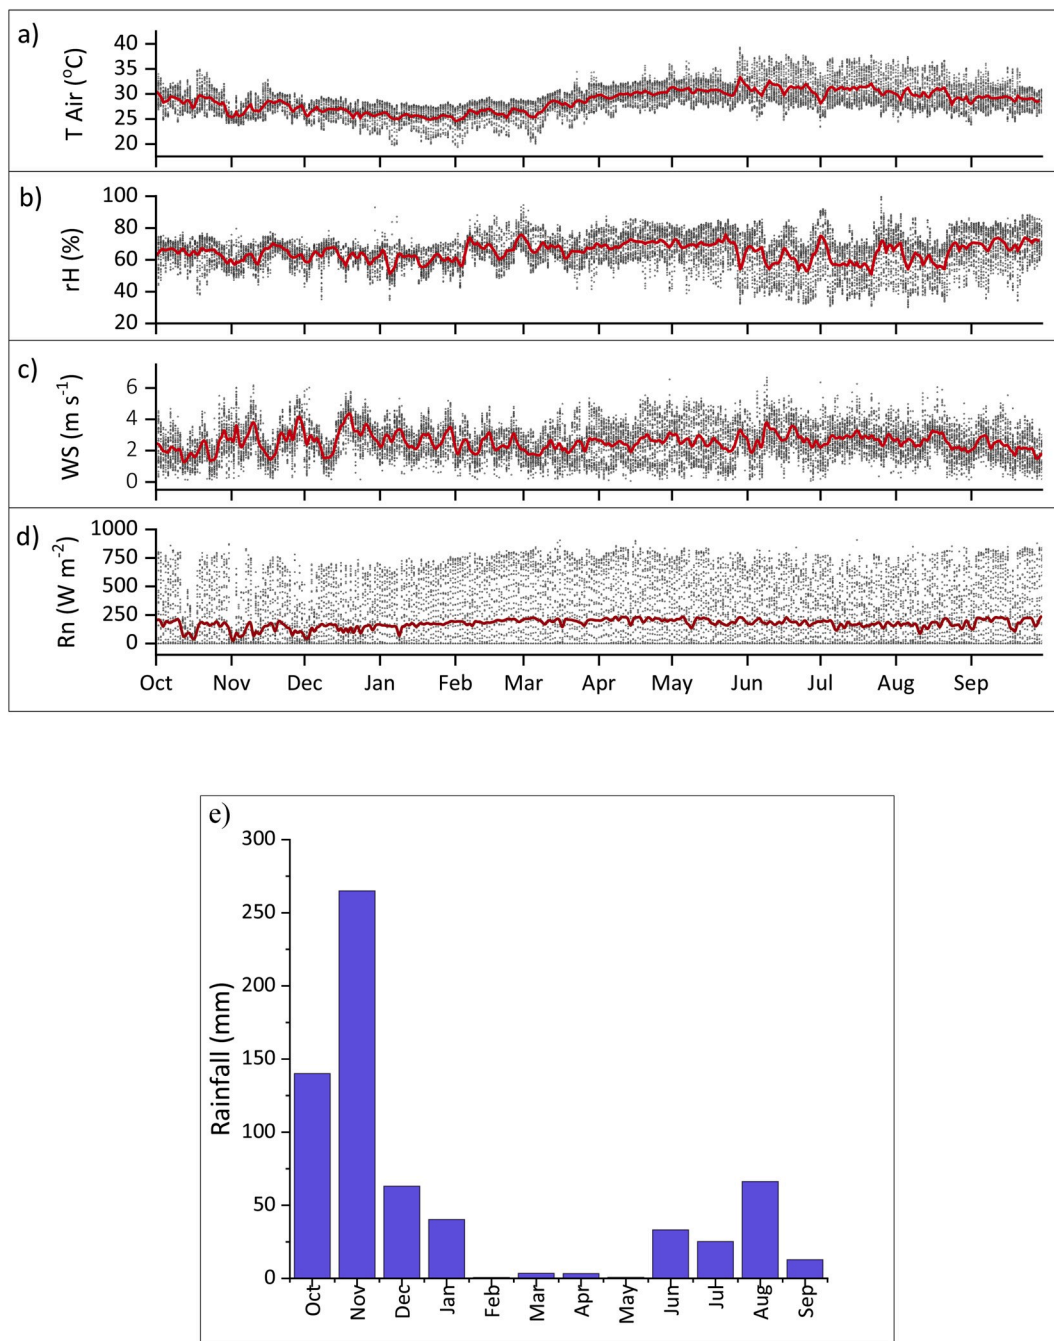 a)
T Air (°C)
40
35
30
25
20
b)
rH (%)
100
80
60
40
20
c)
WS (m s-1)
6
4
2
0
d)
Rn (W m-2)
1000
750
500
250
0
Oct Nov Dec Jan Feb Mar Apr May Jun Jul Aug Sep
e)
Rainfall (mm)
300
250
200
150
100
50
0
Oct Nov Dec Jan Feb Mar Apr May Jun Jul Aug Sep